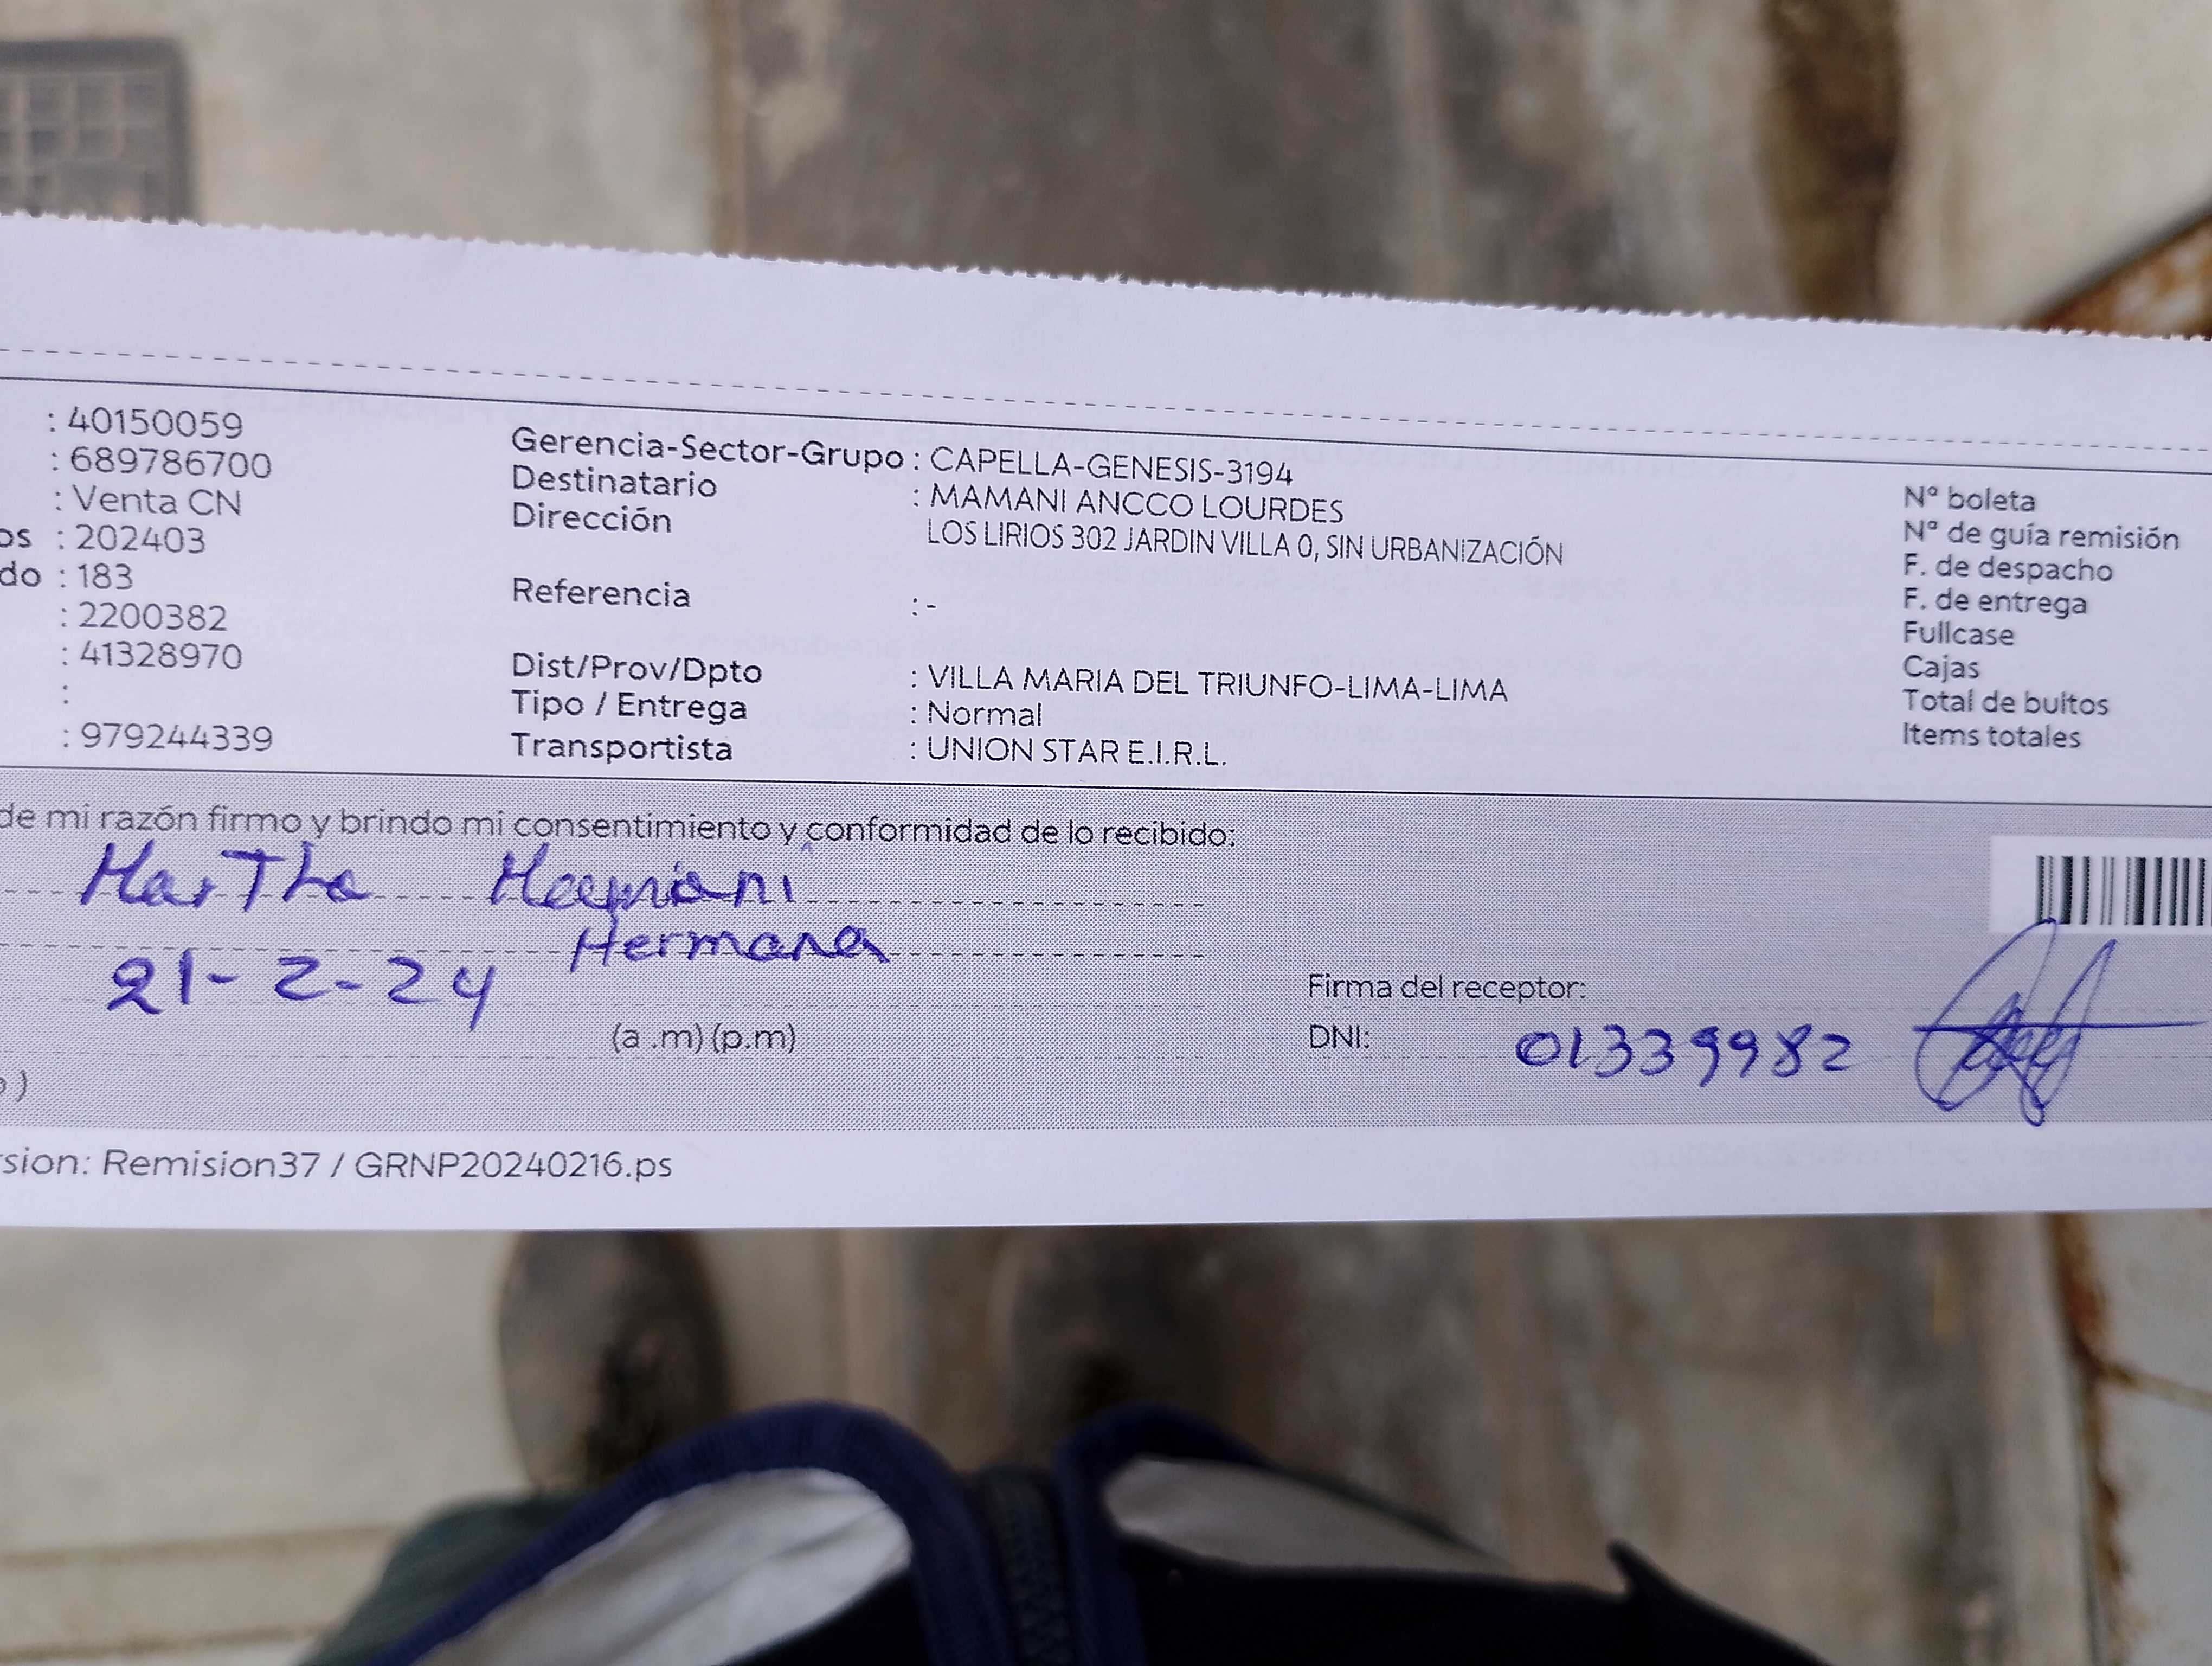 : 40150059
: 689786700
: Venta CN
os : 202403
do : 183
: 2200382
: 41328970
:
: 979244339
Gerencia-Sector-Grupo : CAPELLA-GENESIS-3194
Destinatario : MAMANI ANCCO LOURDES
Dirección LOS LIRIOS 302 JARDIN VILLA 0, SIN URBANIZACIÓN
Referencia : -
Dist/Prov/Dpto : VILLA MARIA DEL TRIUNFO-LIMA-LIMA
Tipo / Entrega : Normal
Transportista : UNION STAR E.I.R.L.
Nº boleta
Nº de guía remisión
F. de despacho
F. de entrega
Fullcase
Cajas
Total de bultos
Items totales
de mi razón firmo y brindo mi consentimiento y conformidad de lo recibido:
Martha Mamani
Hermana
21-2-24
(a .m) (p.m)
Firma del receptor:
DNI: 01339982
)
sion: Remision37 / GRNP20240216.ps